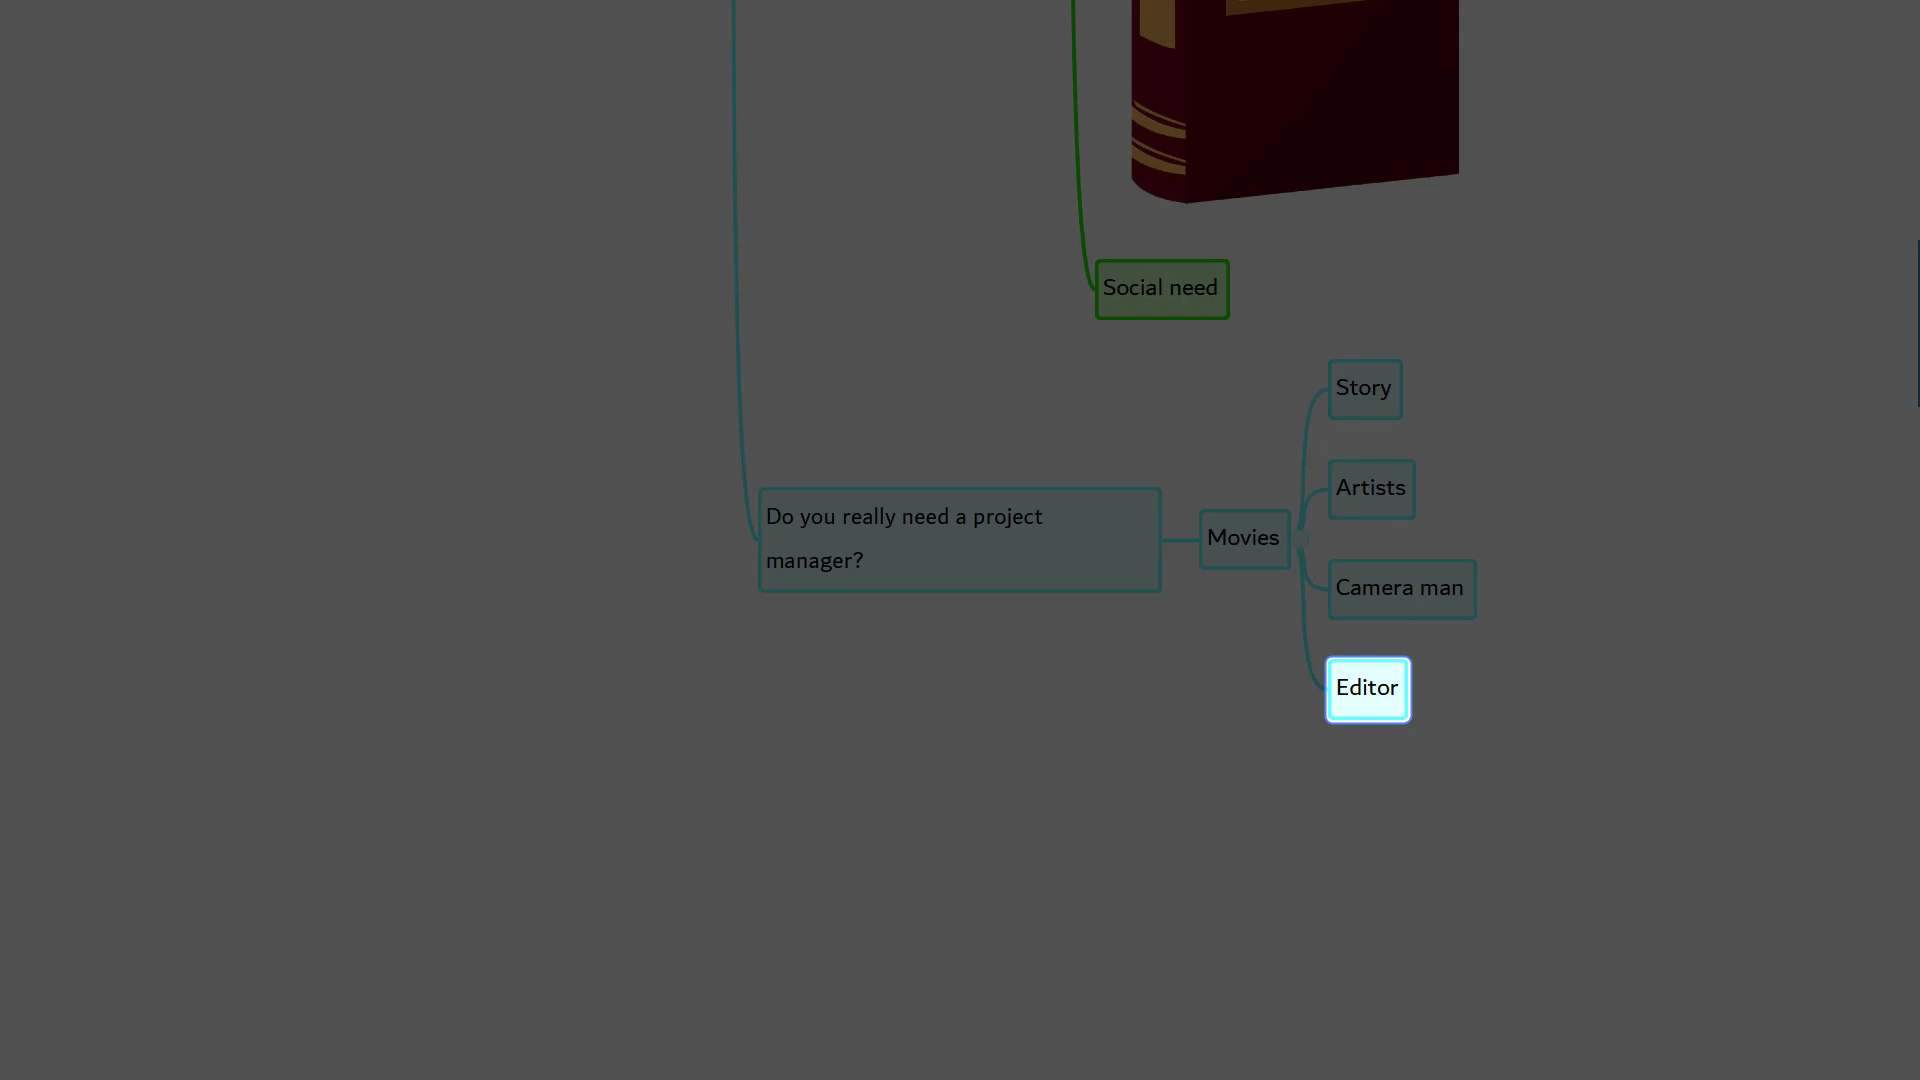 Social need
Story
Artists
Do you really need a project
manager?
Movies
Camera man
Editor